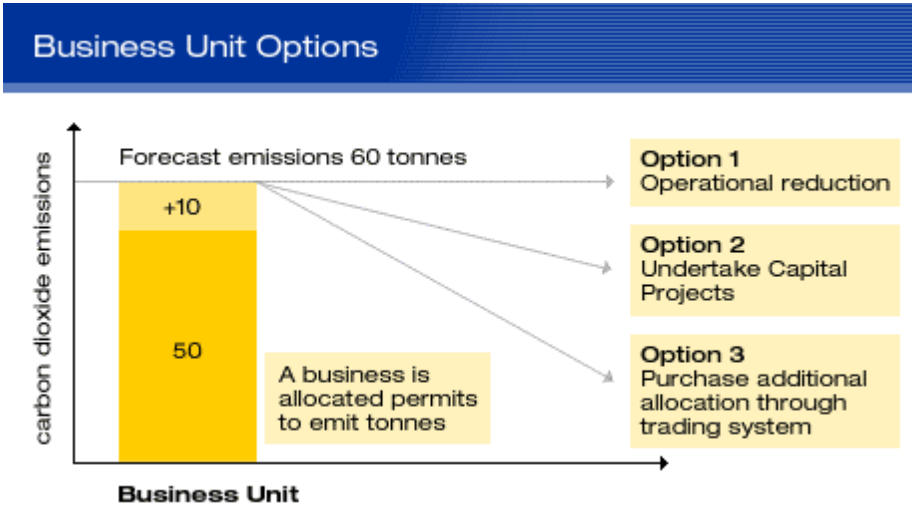 Business Unit Options
carbon dioxide emissions
Forecast emissions 60 tonnes
+10
50
A business is
allocated permits
to emit tonnes
Option 1
Operational reduction
Option 2
Undertake Capital
Projects
Option 3
Purchase additional
allocation through
trading system
Business Unit